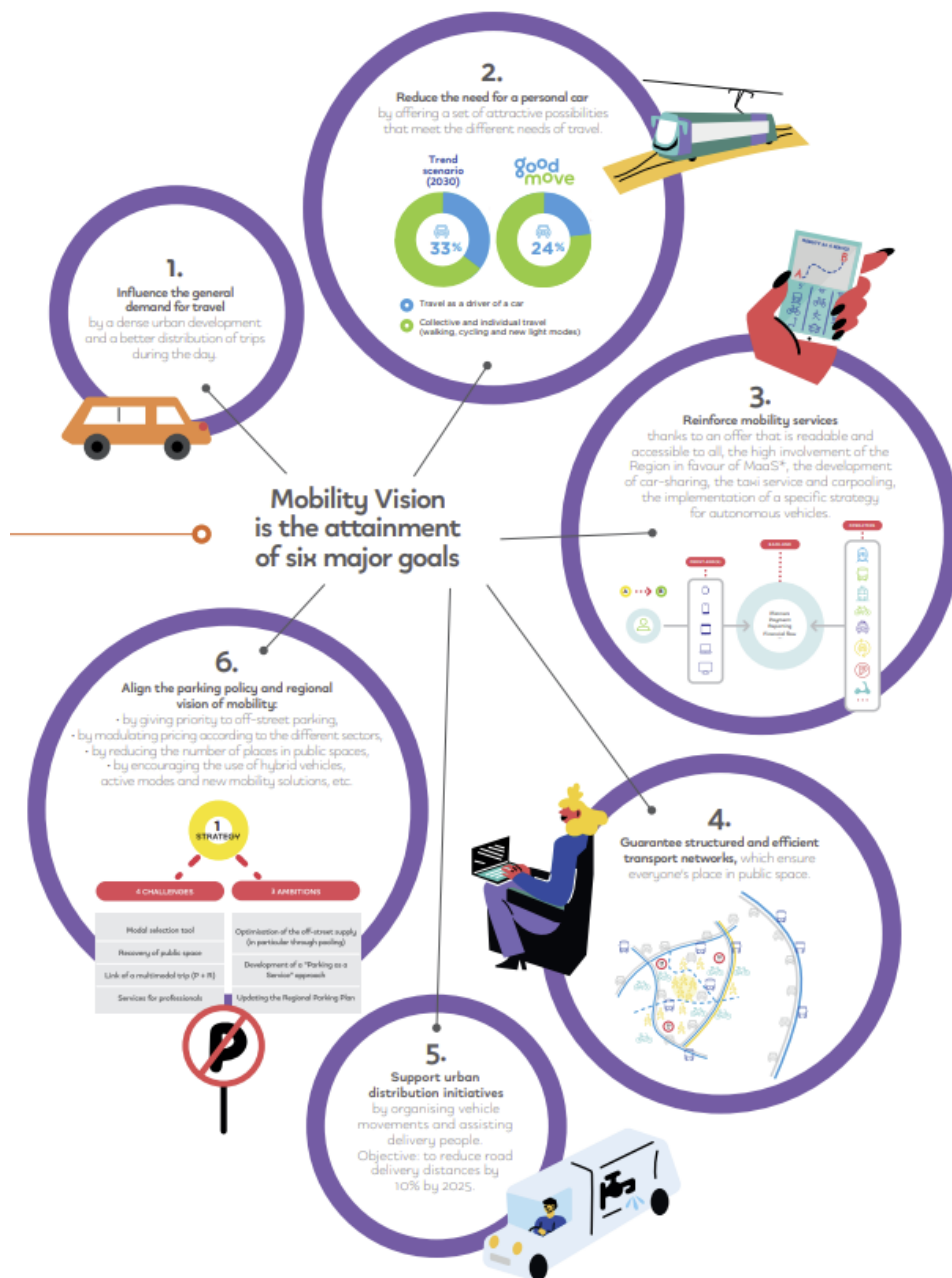 2.
Reduce the need for a personal car
by offering a set of attractive possibilities
that meet the different needs of travel.
Trend
scenario
(2030)
good
move
33%
24%
Travel as a driver of a car
Collective and individual travel
(walking, cycling and new light modes)
1.
Influence the general
demand for travel
by a dense urban development
and a better distribution of trips
during the day.
MOBILITY AS A SERVICE
A
B
3.
Reinforce mobility services
thanks to an offer that is readable and
accessible to all, the high involvement of the
Region in favour of MaaS*, the development
of car-sharing, the taxi service and carpooling,
the implementation of a specific strategy
for autonomous vehicles.
A
B
Payment
Reporting
Financial flow
Mobility Vision
is the attainment
of six major goals
6.
Align the parking policy and regional
vision of mobility:
• by giving priority to off-street parking,
• by modulating pricing according to the different sectors,
• by reducing the number of places in public spaces,
• by encouraging the use of hybrid vehicles,
active modes and new mobility solutions, etc.
1
STRATEGY
4 CHALLENGES
Modal selection tool
Recovery of public space
Link of a multimodal trip (P + R)
Services for professionals
3 AMBITIONS
Optimisation of the off-street supply
(in particular through pooling)
Development of a "Parking as a
Service" approach
Updating the Regional Parking Plan
P
4.
Guarantee structured and efficient
transport networks, which ensure
everyone's place in public space.
5.
Support urban
distribution initiatives
by organising vehicle
movements and assisting
delivery people.
Objective: to reduce road
delivery distances by
10% by 2025.